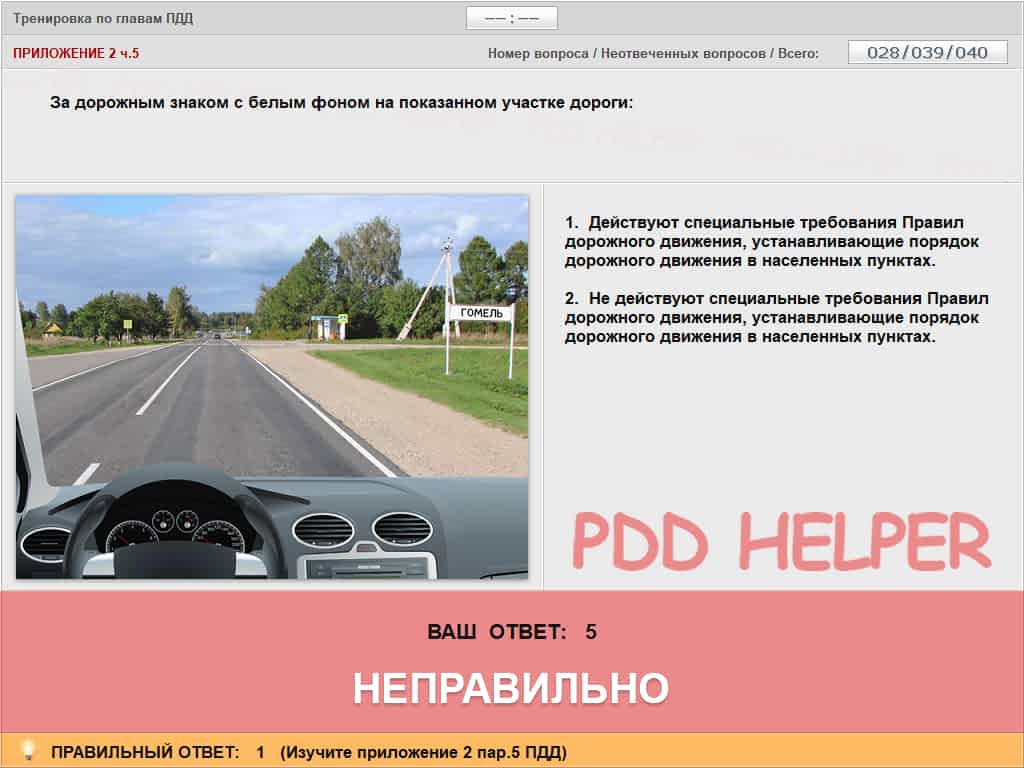 Тренировка по главам ПДД
—— : ——
ПРИЛОЖЕНИЕ 2 ч.5
Номер вопроса / Неотвеченных вопросов / Всего:
028/039/040
За дорожным знаком с белым фоном на показанном участке дороги:
ГОМЕЛЬ
1. Действуют специальные требования Правил
дорожного движения, устанавливающие порядок
дорожного движения в населенных пунктах.
2. Не действуют специальные требования Правил
дорожного движения, устанавливающие порядок
дорожного движения в населенных пунктах.
PDD HELPER
ВАШ ОТВЕТ: 5
НЕПРАВИЛЬНО
ПРАВИЛЬНЫЙ ОТВЕТ: 1 (Изучите приложение 2 пар.5 ПДД)